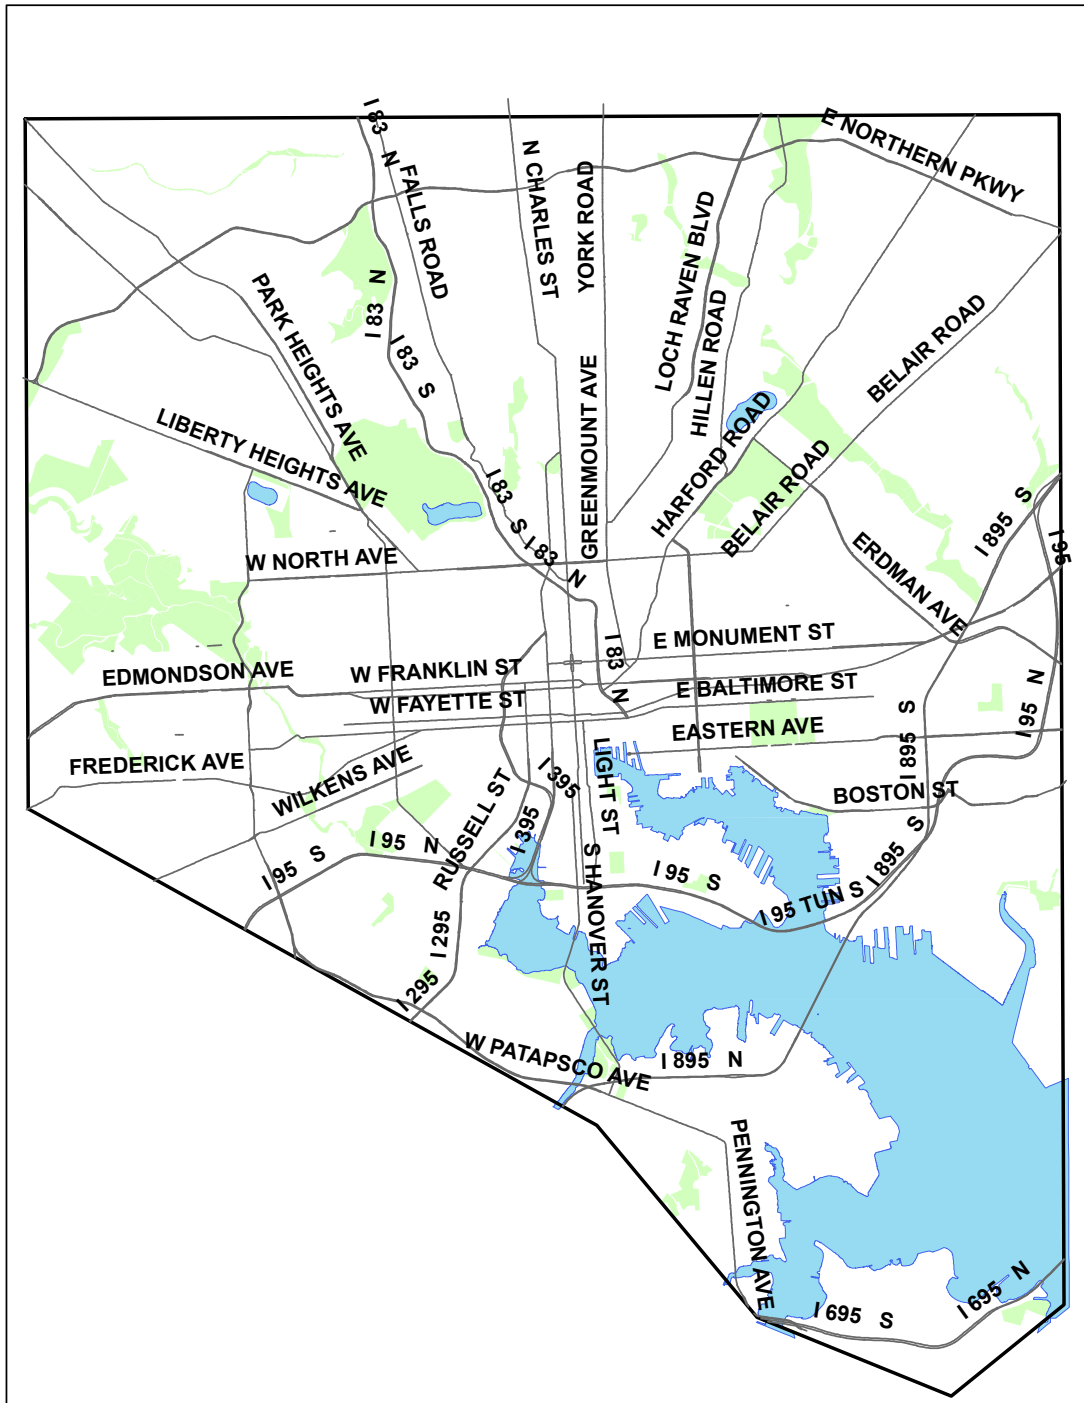 I 83 N
E NORTHERN PKWY
FALLS ROAD
N CHARLES ST
YORK ROAD
LOCH RAVEN BLVD
HILLEN ROAD
PARK HEIGHTS AVE
I 83 N
I 83 S
BELAIR ROAD
GREENMOUNT AVE
HARFORD ROAD
LIBERTY HEIGHTS AVE
BELAIR ROAD
I 83 S
I 895 S
I 83 N
I 95
W NORTH AVE
ERDMAN AVE
E MONUMENT ST
I 83 N
EDMONDSON AVE
W FRANKLIN ST
E BALTIMORE ST
W FAYETTE ST
I 95 N
EASTERN AVE
I 895 S
FREDERICK AVE
WILKENS AVE
I 395
LIGHT ST
BOSTON ST
RUSSELL ST
I 395
I 95 N
I 95 S
I 895 S
S HANOVER ST
I 95 S
I 95 TUN S
I 295
I 295
W PATAPSCO AVE
I 895 N
PENNINGTON AVE
I 695 N
I 695 S